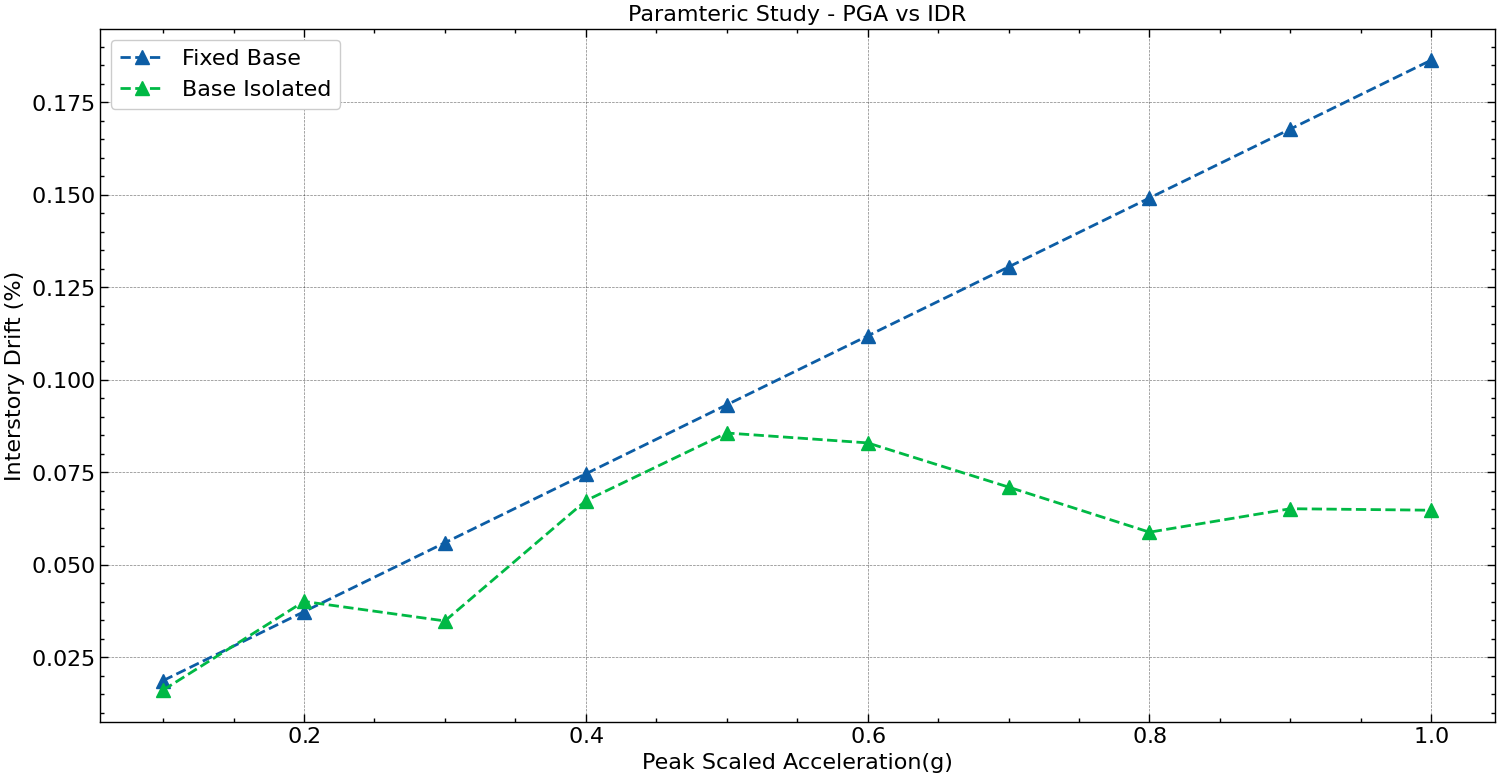 Paramteric Study - PGA vs IDR
Fixed Base
Base Isolated
0.175
0.150
0.125
0.100
0.075
0.050
0.025
Interstory Drift (%)
0.2 0.4 0.6 0.8 1.0
Peak Scaled Acceleration(g)